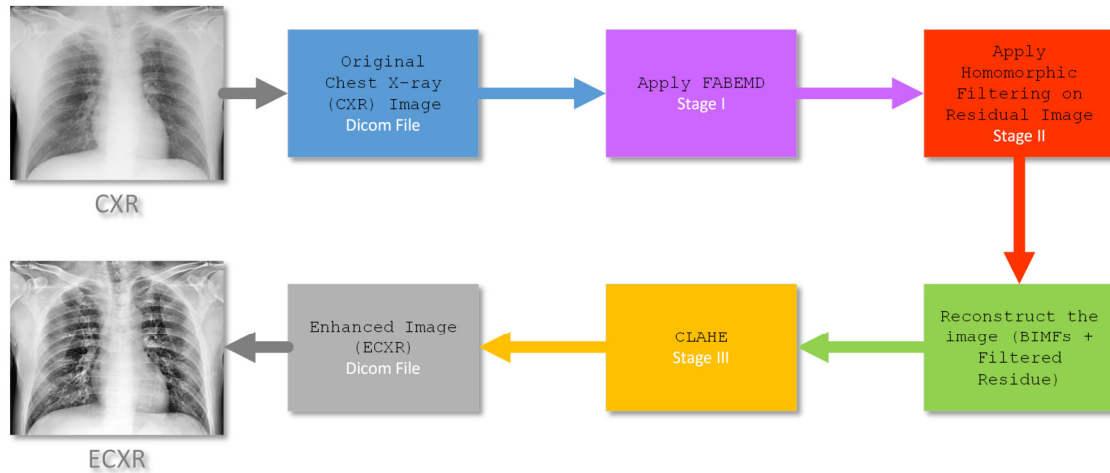 Original
Chest X-ray
(CXR) Image
Dicom File
Apply FABEMD
Stage I
Apply
Homomorphic
Filtering on
Residual Image
Stage II
CXR
Enhanced Image
(ECXR)
Dicom File
CLAHE
Stage III
Reconstruct the
image (BIMFs +
Filtered
Residue)
ECXR